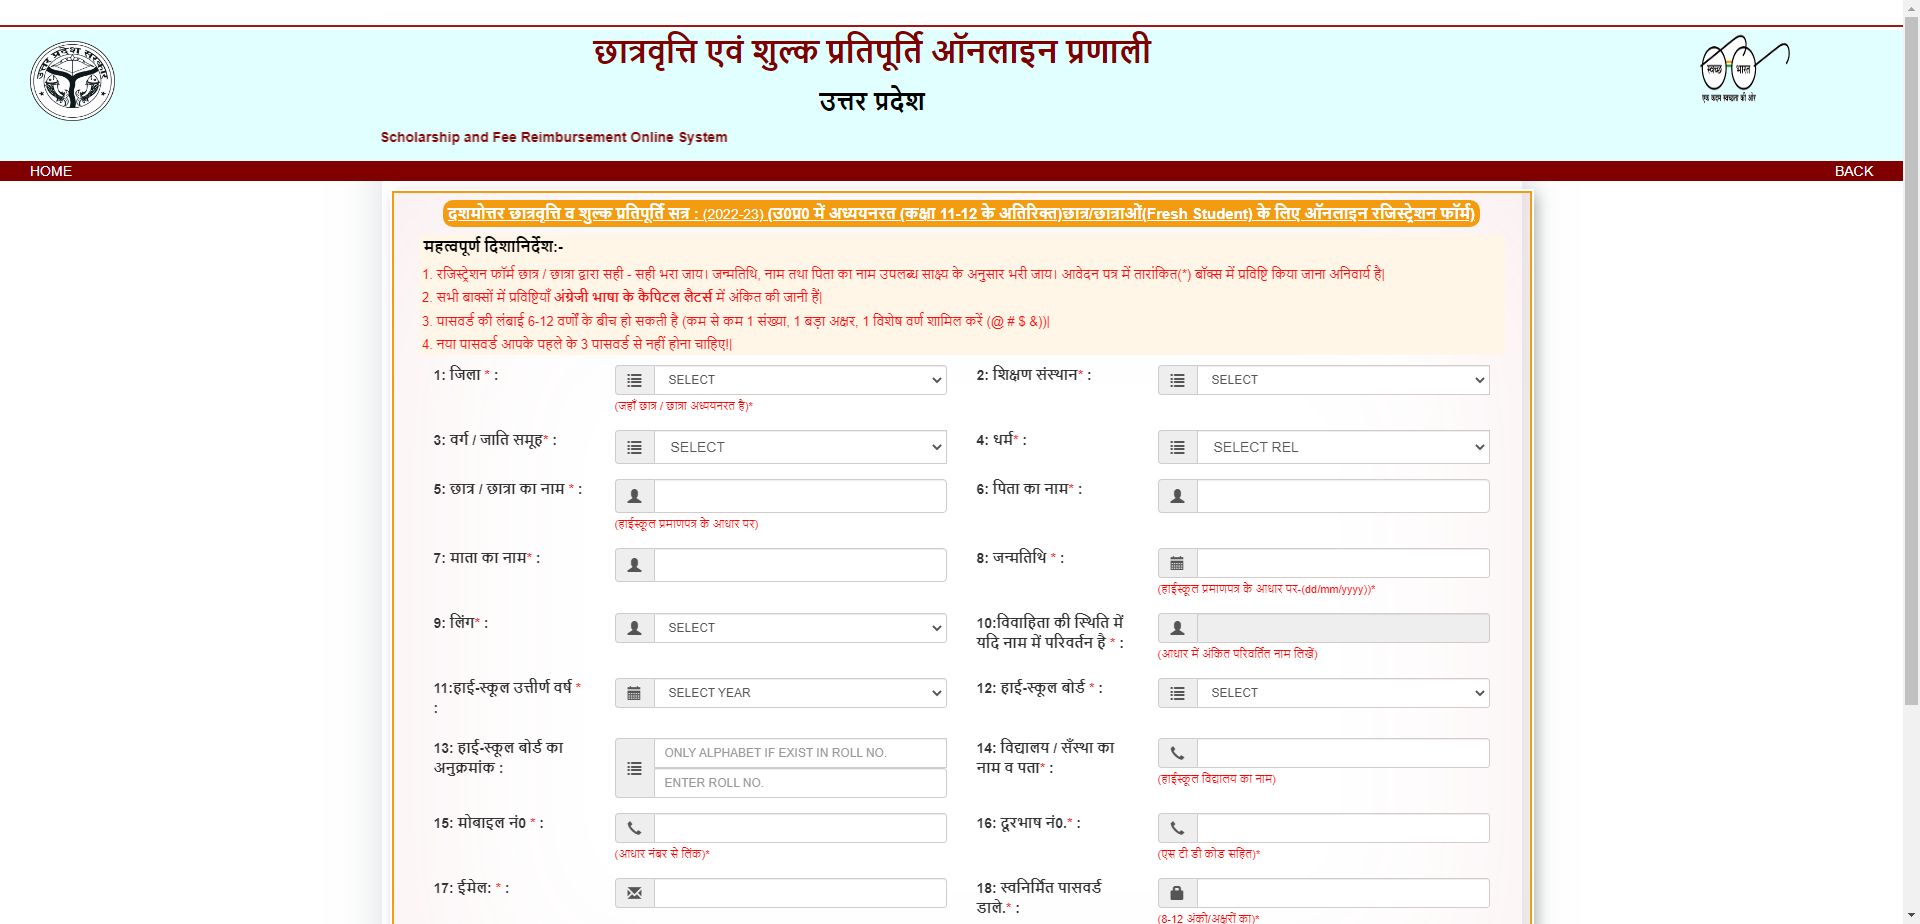 उत्तर प्रदेश सरकार
छात्रवृत्ति एवं शुल्क प्रतिपूर्ति ऑनलाइन प्रणाली
उत्तर प्रदेश
स्वच्छ भारत
एक कदम स्वच्छता की ओर
Scholarship and Fee Reimbursement Online System
HOME BACK
दशमोत्तर छात्रवृत्ति व शुल्क प्रतिपूर्ति सत्र : (2022-23) (उ0प्र0 में अध्ययनरत (कक्षा 11-12 के अतिरिक्त)छात्र/छात्राओं(Fresh Student) के लिए ऑनलाइन रजिस्ट्रेशन फॉर्म)
महत्वपूर्ण दिशानिर्देश:-
1. रजिस्ट्रेशन फॉर्म छात्र / छात्रा द्वारा सही - सही भरा जाय। जन्मतिथि, नाम तथा पिता का नाम उपलब्ध साक्ष्य के अनुसार भरी जाय। आवेदन पत्र में तारांकित(*) बॉक्स में प्रविष्टि किया जाना अनिवार्य है|
2. सभी बाक्सों में प्रविष्टियाँ अंग्रेजी भाषा के कैपिटल लैटर्स में अंकित की जानी हैं|
3. पासवर्ड की लंबाई 6-12 वर्णों के बीच हो सकती है (कम से कम 1 संख्या, 1 बड़ा अक्षर, 1 विशेष वर्ण शामिल करें (@ # $ &))|
4. नया पासवर्ड आपके पहले के 3 पासवर्ड से नहीं होना चाहिए!|
1: जिला * : SELECT 2: शिक्षण संस्थान* : SELECT
(जहाँ छात्र / छात्रा अध्ययनरत है)*
3: वर्ग / जाति समूह* : SELECT 4: धर्म* : SELECT REL
5: छात्र / छात्रा का नाम * : 6: पिता का नाम* :
(हाईस्कूल प्रमाणपत्र के आधार पर)
7: माता का नाम* : 8: जन्मतिथि * :
(हाईस्कूल प्रमाणपत्र के आधार पर-(dd/mm/yyyy))*
9: लिंग* : SELECT 10:विवाहिता की स्थिति में
यदि नाम में परिवर्तन है * :
(आधार में अंकित परिवर्तित नाम लिखें)
11:हाई-स्कूल उत्तीर्ण वर्ष * SELECT YEAR 12: हाई-स्कूल बोर्ड * : SELECT
:
13: हाई-स्कूल बोर्ड का ONLY ALPHABET IF EXIST IN ROLL NO. 14: विद्यालय / सँस्था का
अनुक्रमांक : ENTER ROLL NO. नाम व पता* :
(हाईस्कूल विद्यालय का नाम)
15: मोबाइल नं0 * : 16: दूरभाष नं0.* :
(आधार नंबर से लिंक)* (एस टी डी कोड सहित)*
17: ईमेल: * : 18: स्वनिर्मित पासवर्ड
डाले.* :
(8-12 अंको/अक्षरों का)*